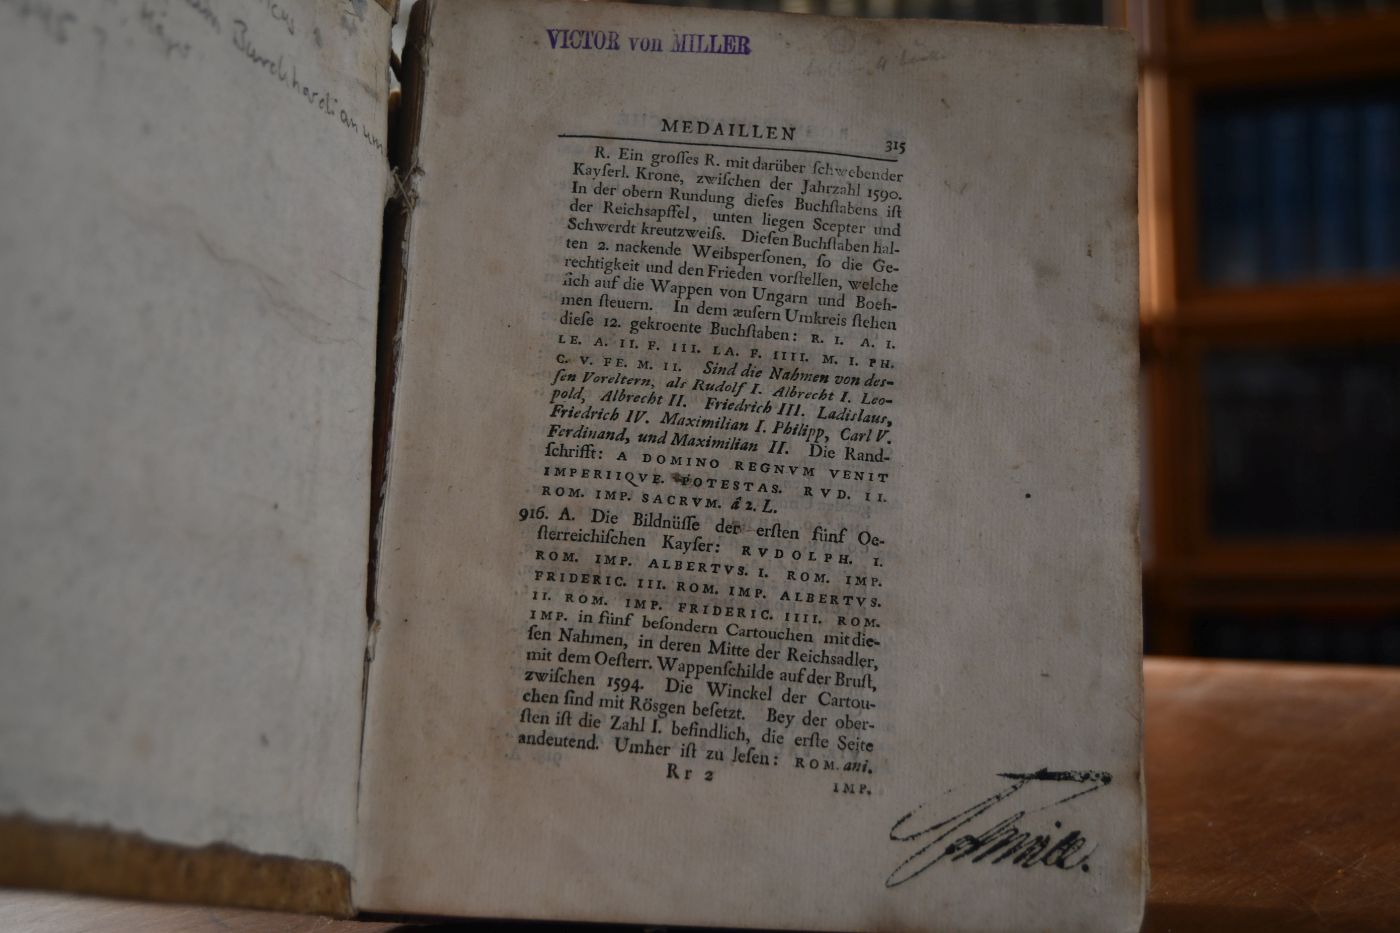 Burckhardianum
VICTOR von MILLER
MEDAILLEN 315
R. Ein groſſes R. mit darüber ſchwebender
Kayſerl. Krone, zwiſchen der Jahrzahl 1590.
In der obern Rundung dieſes Buchſtabens iſt
der Reichsapffel, unten liegen Scepter und
Schwerdt kreutzweiſs. Dieſen Buchſtaben hal-
ten 2. nackende Weibsperſonen, ſo die Ge-
rechtigkeit und den Frieden vorſtellen, welche
ſich auf die Wappen von Ungarn und Boeh-
men ſteuern. In dem æuſern Umkreis ſtehen
dieſe 12. gekroente Buchſtaben: R. I. A. I.
LE. A. II. F. III. LA. F. IIII. M. I. PH.
C. V. FE. M. II. Sind die Nahmen von des-
ſen Voreltern, als Rudolf I. Albrecht I. Leo-
pold, Albrecht II. Friedrich III. Ladislaus,
Friedrich IV. Maximilian I. Philipp, Carl V.
Ferdinand, und Maximilian II. Die Rand-
ſchrifft: A DOMINO REGNVM VENIT
IMPERIIQVE. POTESTAS. RVD. II.
ROM. IMP. SACRVM. â 2. L.
916. A. Die Bildnüſſe der erſten fünf Oe-
ſterreichiſchen Kayſer: RVDOLPH. I.
ROM. IMP. ALBERTVS. I. ROM. IMP.
FRIDERIC. III. ROM. IMP. ALBERTVS.
II. ROM. IMP. FRIDERIC. IIII. ROM.
IMP. in fünf beſondern Cartouchen mit die-
ſen Nahmen, in deren Mitte der Reichsadler,
mit dem Oeſterr. Wappenſchilde auf der Bruſt,
zwiſchen 1594. Die Winckel der Cartou-
chen ſind mit Rösgen beſetzt. Bey der ober-
ſten iſt die Zahl I. befindlich, die erſte Seite
andeutend. Umher iſt zu leſen: ROM. ani.
Rr 2 IMP.